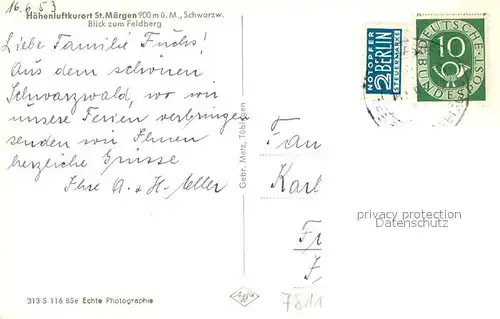 16.6.53
Höhenluftkurort St.Märgen 900 m ü. M., Schwarzw.
Blick zum Feldberg
Liebe Familie Fuchs!
Aus dem schönen
Schwarzwald, wo wir
unsere Ferien verbringen
senden wir Ihnen
herzliche Grüsse
Ihre A. + H.
313 S 116 BSe Echte Photographie
Gebr. Metz, Tübingen
NOTOPFER
2 BERLIN
STEUERMARKE
10
DEUTSCHE
BUNDESPOST
Fam
Karl
privacy protection
Datenschutz